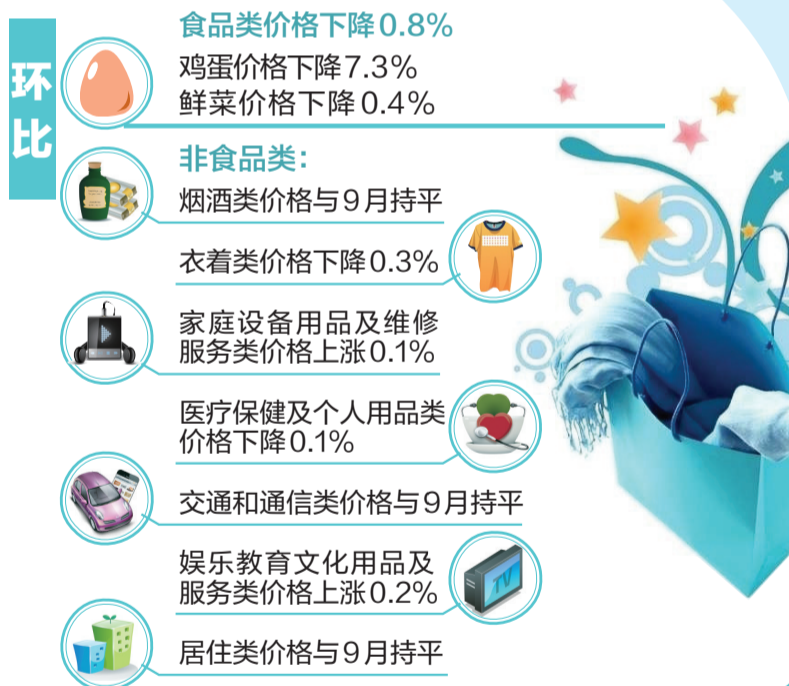 环比
食品类价格下降0.8%
鸡蛋价格下降7.3%
鲜菜价格下降0.4%
非食品类：
烟酒类价格与9月持平
衣着类价格下降0.3%
家庭设备用品及维修
服务类价格上涨0.1%
医疗保健及个人用品类
价格下降0.1%
交通和通信类价格与9月持平
娱乐教育文化用品及
服务类价格上涨0.2%
TV
居住类价格与9月持平